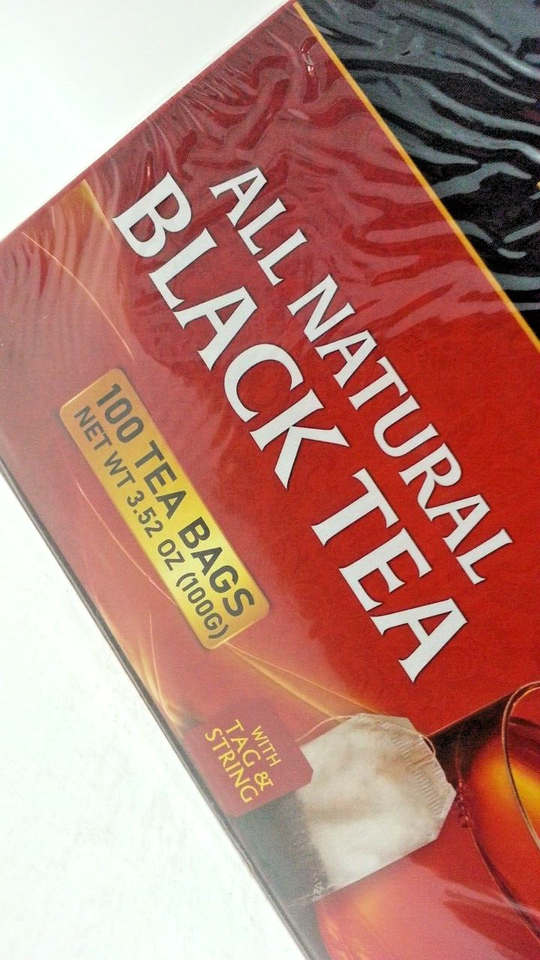 ALL NATURAL
BLACK TEA
100 TEA BAGS
NET WT 3.52 OZ (100G)
WITH
TAG &
STRING